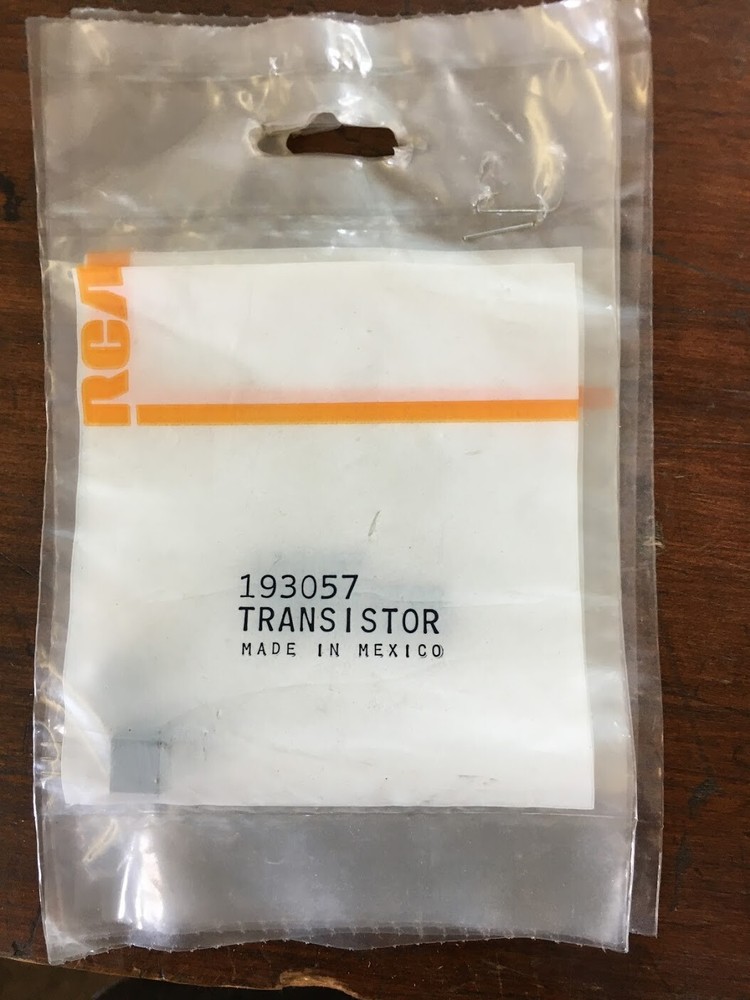 RCA
193057
TRANSISTOR
MADE IN MEXICO